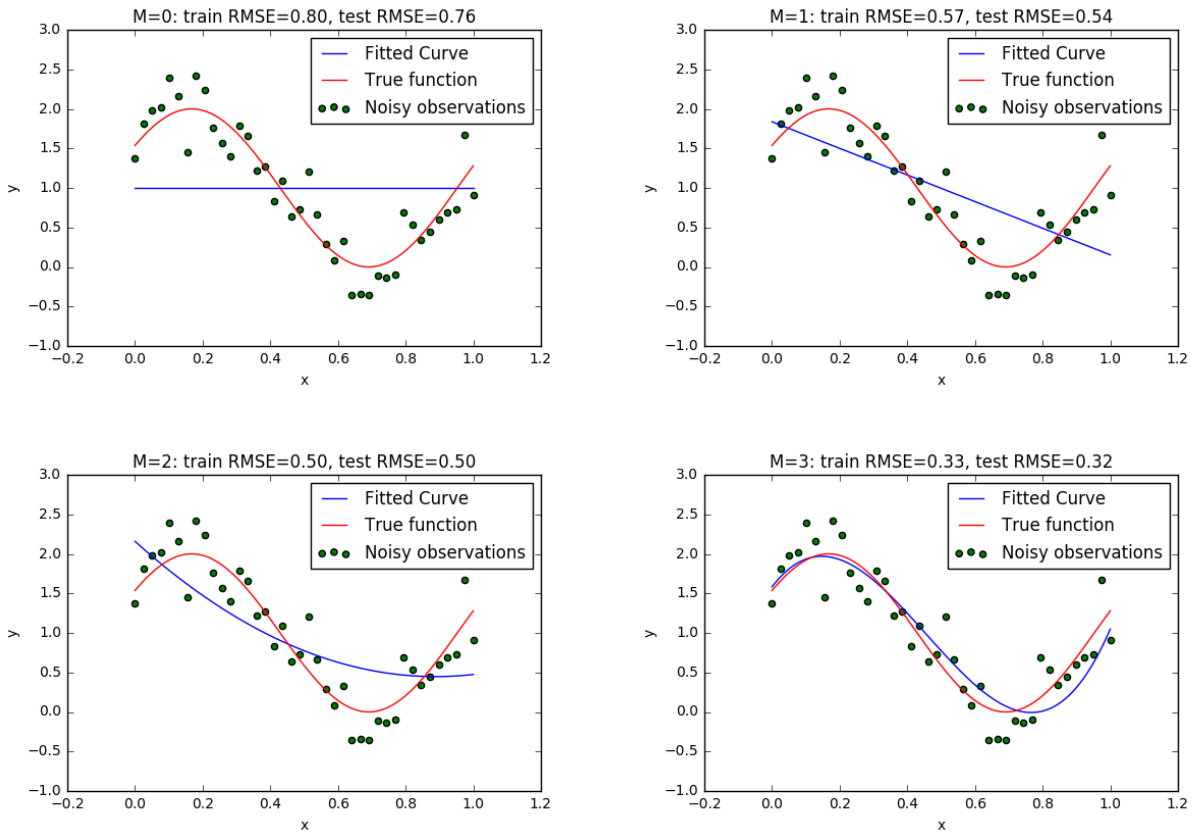 M=0: train RMSE=0.80, test RMSE=0.76
3.0
2.5
2.0
1.5
1.0
0.5
0.0
−0.5
−1.0
y
Fitted Curve
True function
Noisy observations
−0.2 0.0 0.2 0.4 0.6 0.8 1.0 1.2
x
M=1: train RMSE=0.57, test RMSE=0.54
3.0
2.5
2.0
1.5
1.0
0.5
0.0
−0.5
−1.0
y
Fitted Curve
True function
Noisy observations
−0.2 0.0 0.2 0.4 0.6 0.8 1.0 1.2
x
M=2: train RMSE=0.50, test RMSE=0.50
3.0
2.5
2.0
1.5
1.0
0.5
0.0
−0.5
−1.0
y
Fitted Curve
True function
Noisy observations
−0.2 0.0 0.2 0.4 0.6 0.8 1.0 1.2
x
M=3: train RMSE=0.33, test RMSE=0.32
3.0
2.5
2.0
1.5
1.0
0.5
0.0
−0.5
−1.0
y
Fitted Curve
True function
Noisy observations
−0.2 0.0 0.2 0.4 0.6 0.8 1.0 1.2
x